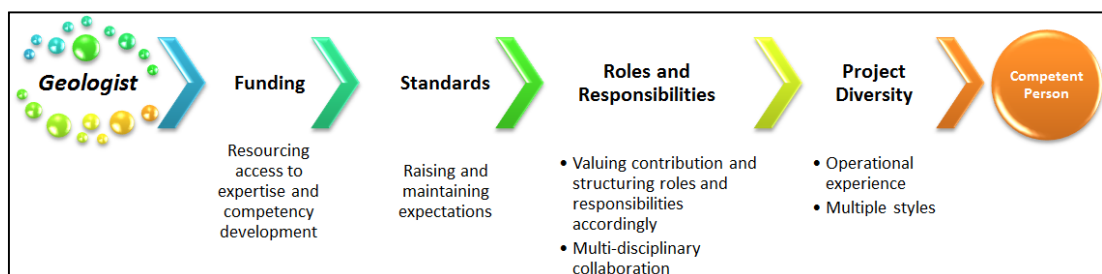 Geologist
Funding
Resourcing
access to
expertise and
competency
development
Standards
Raising and
maintaining
expectations
Roles and
Responsibilities
• Valuing contribution and
structuring roles and
responsibilities
accordingly
• Multi-disciplinary
collaboration
Project
Diversity
• Operational
experience
• Multiple styles
Competent
Person